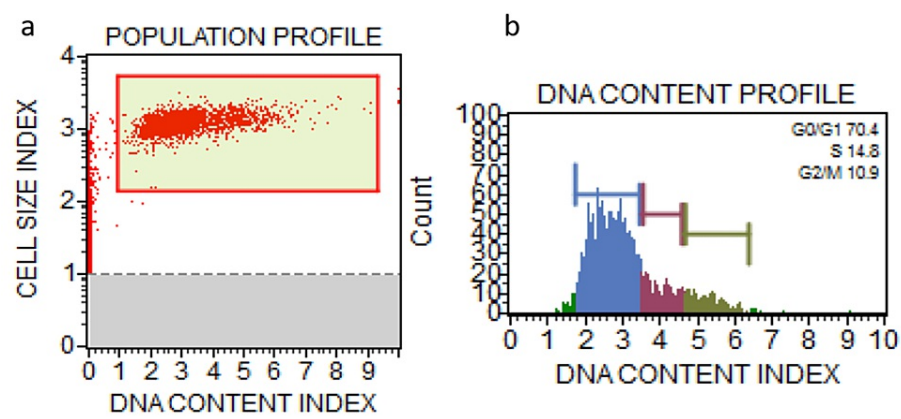 a
POPULATION PROFILE
4
3
2
1
0
CELL SIZE INDEX
0 1 2 3 4 5 6 7 8 9
DNA CONTENT INDEX
b
DNA CONTENT PROFILE
100
90
80
70
60
50
40
30
20
10
0
Count
G0/G1 70.4
S 14.8
G2/M 10.9
0 1 2 3 4 5 6 7 8 9 10
DNA CONTENT INDEX